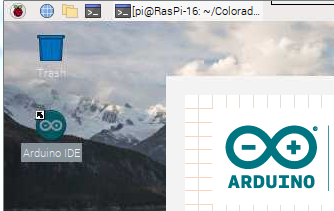 [pi@RasPi-16: ~/Colorad...
Trash
Arduino IDE
ARDUINO